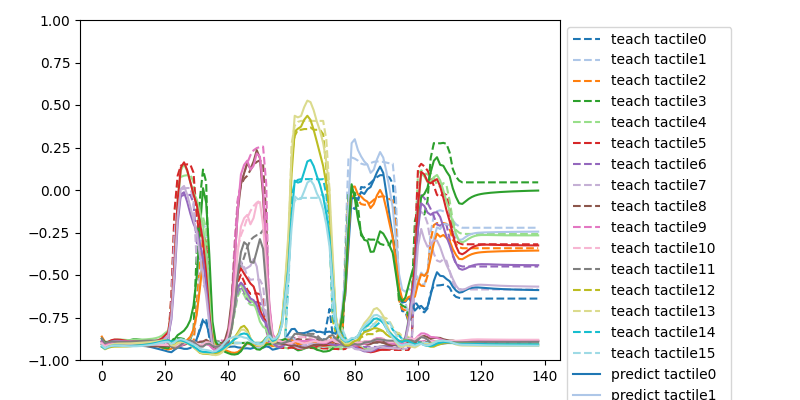 1.00
0.75
0.50
0.25
0.00
−0.25
−0.50
−0.75
−1.00
0 20 40 60 80 100 120 140
teach tactile0
teach tactile1
teach tactile2
teach tactile3
teach tactile4
teach tactile5
teach tactile6
teach tactile7
teach tactile8
teach tactile9
teach tactile10
teach tactile11
teach tactile12
teach tactile13
teach tactile14
teach tactile15
predict tactile0
predict tactile1